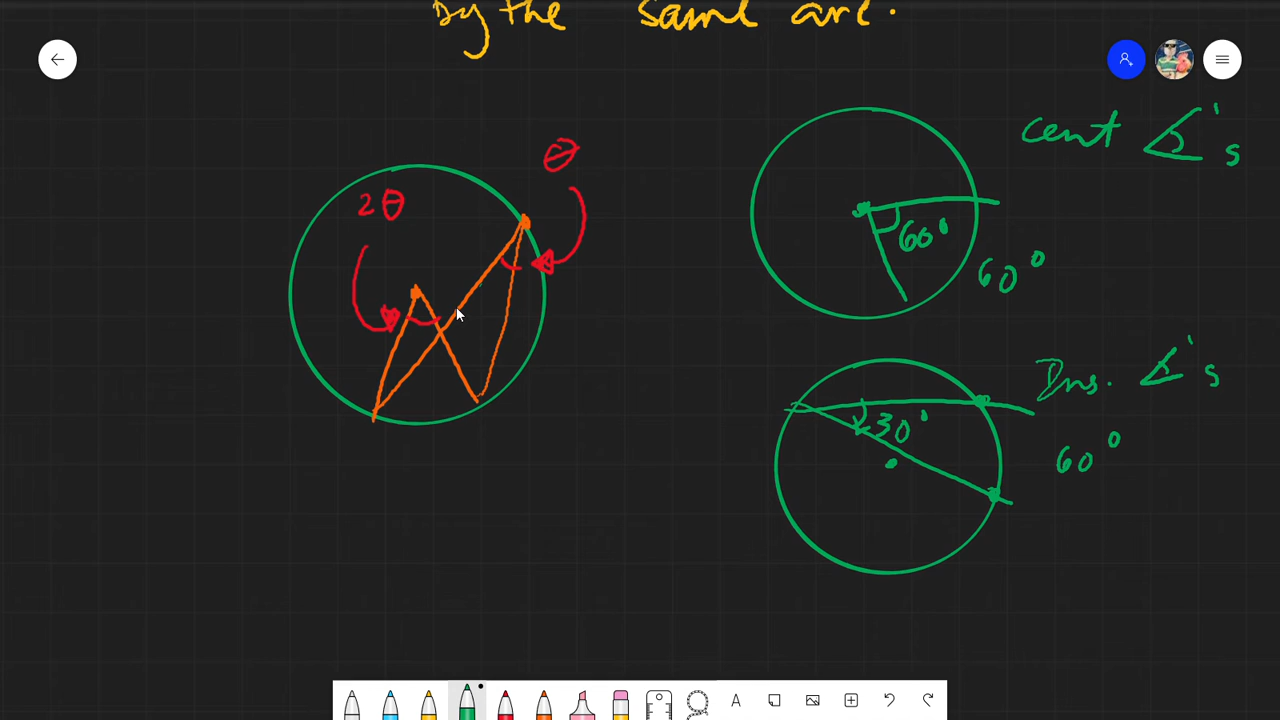 by the same arc.
θ
2θ
cent ∡'s
60°
60°
Ins. ∡'s
30°
60°
A